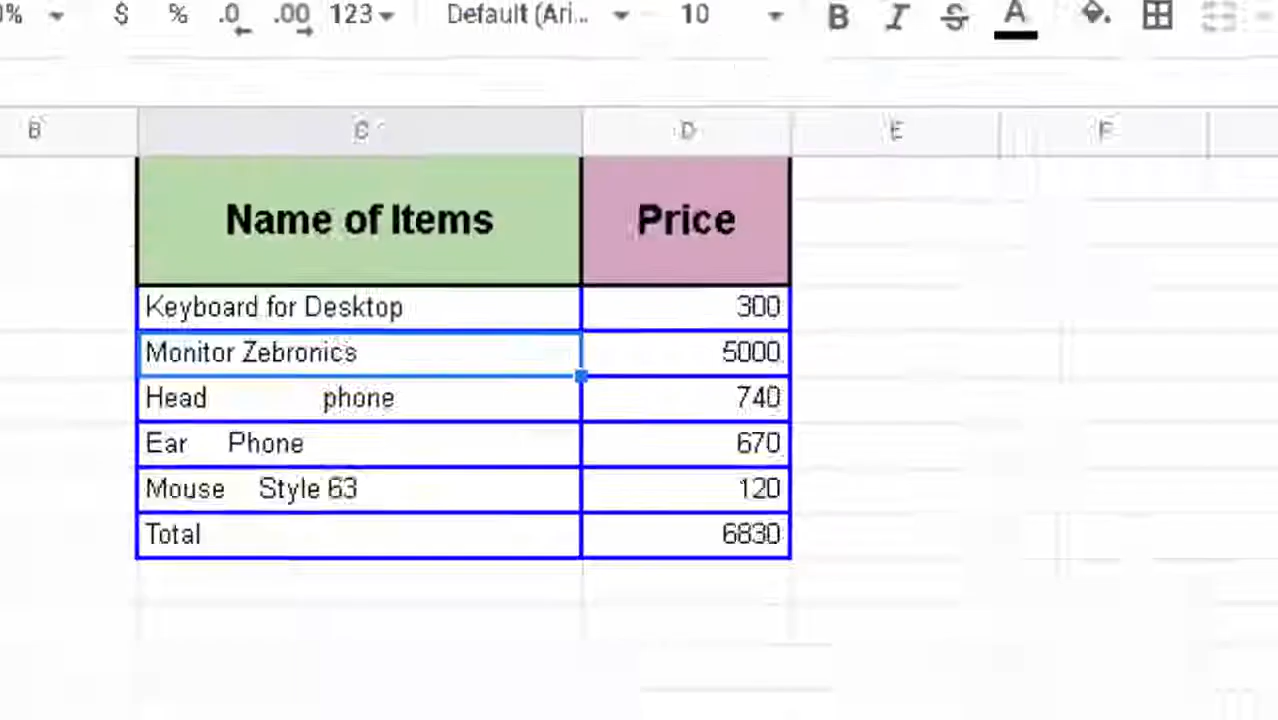 % $ % .0 .00 123 Default (Ari... 10 B I S A
B C D E F
Name of Items Price
Keyboard for Desktop 300
Monitor Zebronics 5000
Head phone 740
Ear Phone 670
Mouse Style 63 120
Total 6830